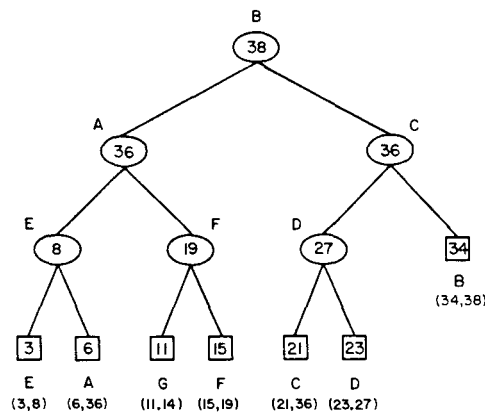 B
38
A
C
36
36
E
F
D
8
19
27
34
B
(34,38)
3
6
11
15
21
23
E
A
G
F
C
D
(3,8)
(6,36)
(11,14)
(15,19)
(21,36)
(23,27)